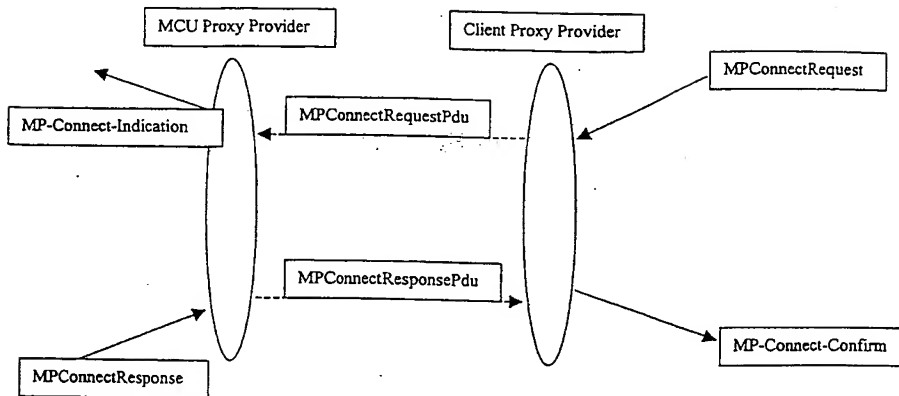 MCU Proxy Provider
Client Proxy Provider
MPConnectRequest
MP-Connect-Indication
MPConnectRequestPdu
MPConnectResponsePdu
MP-Connect-Confirm
MPConnectResponse